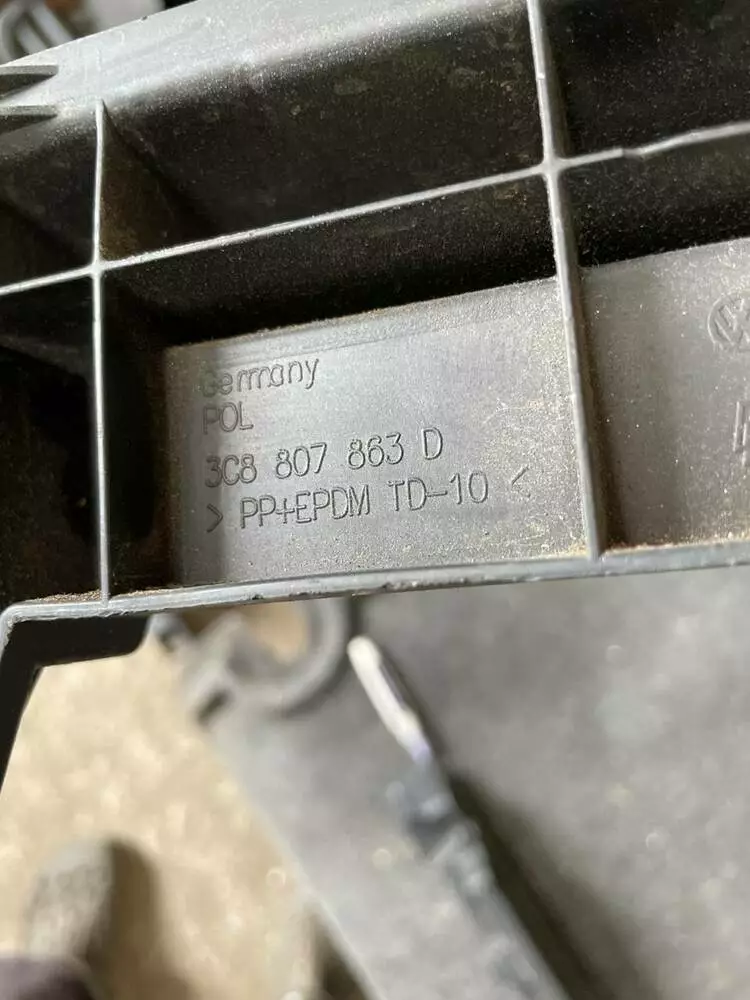 Germany
POL
3C8 807 863 D
> PP+EPDM TD-10 <